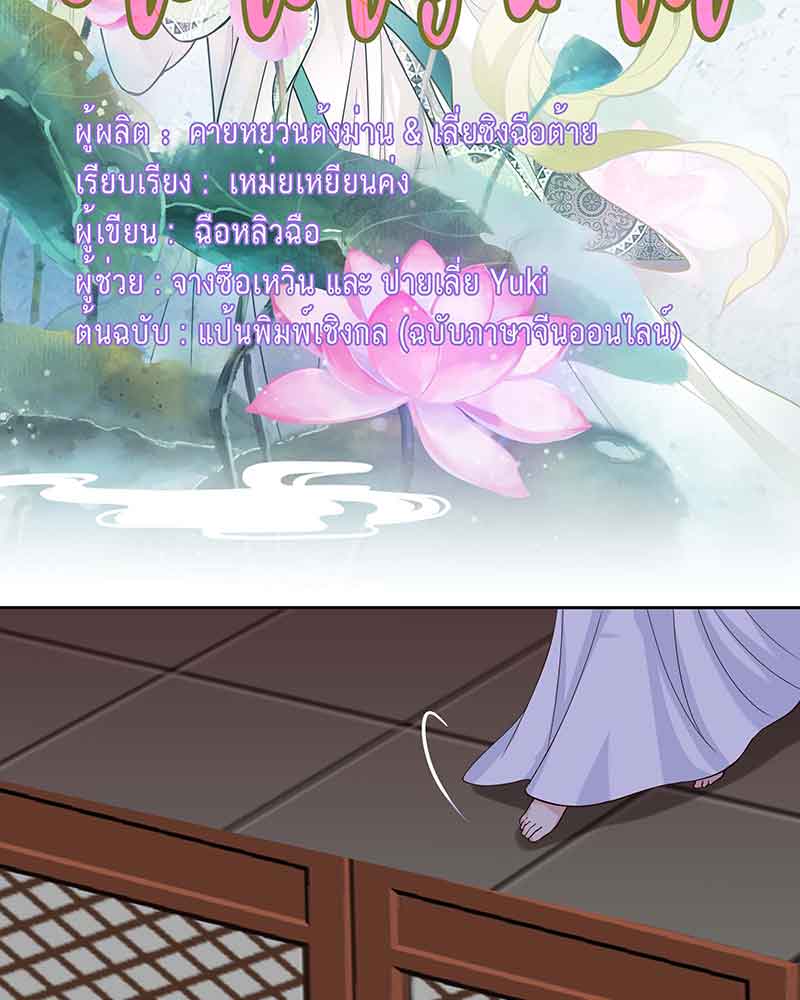 ผู้ผลิต : คายหยวนต้งม่าน & เลี่ยชิงฉือต้าย
เรียบเรียง : เหม่ยเหยียนค่ง
ผู้เขียน : ฉือหลิวฉือ
ผู้ช่วย : จางซือเหวิน และ ป่ายเลี่ย Yuki
ต้นฉบับ : แป้นพิมพ์เชิงกล (ฉบับภาษาจีนออนไลน์)